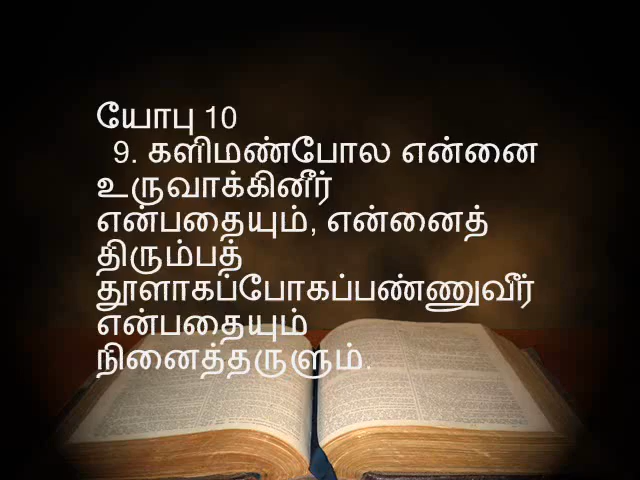 யோபு 10
9. களிமண்போல என்னை
உருவாக்கினீர்
என்பதையும், என்னைத்
திரும்பத்
தூளாகப்போகப்பண்ணுவீர்
என்பதையும்
நினைத்தருளும்.